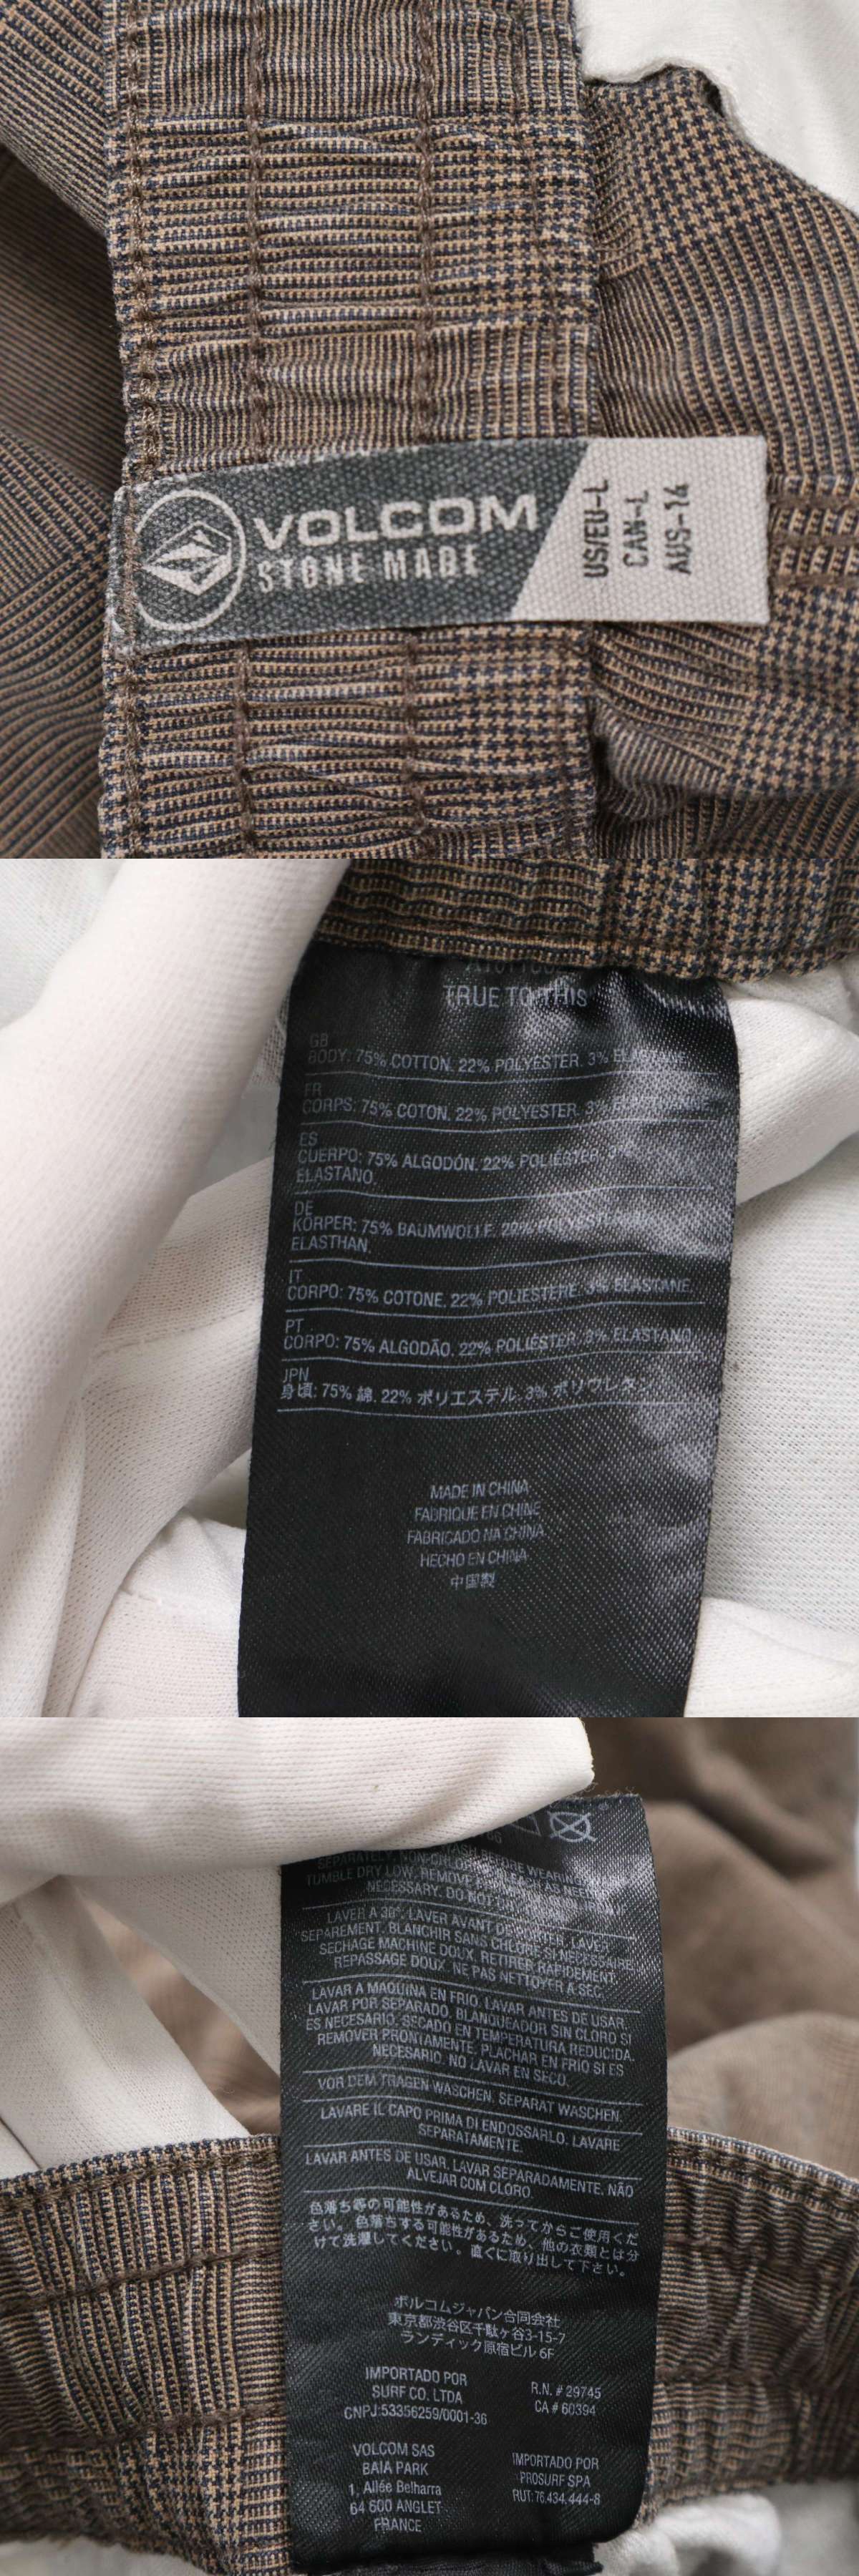 VOLCOM
STONE MADE
US/EU-L
CAN-L
AUS-14
TRUE TO THIS
GB
BODY: 75% COTTON. 22% POLYESTER. 3% ELASTANE.
FR
CORPS: 75% COTON. 22% POLYESTER. 3%
ES
CUERPO: 75% ALGODÓN. 22% POLIÉSTER. 3%
ELASTANO.
DE
KÖRPER: 75% BAUMWOLLE. 22% POLYESTER.
ELASTHAN.
IT
CORPO: 75% COTONE. 22% POLIESTERE. 3% ELASTANE.
PT
CORPO: 75% ALGODÃO. 22% POLIÉSTER. 3% ELASTANO.
JPN
身頃: 75% 綿. 22% ポリエステル. 3% ポリウレタン.
MADE IN CHINA
FABRIQUE EN CHINE
FABRICADO NA CHINA
HECHO EN CHINA
中国製
WASH BEFORE WEARING
SEPARATELY. NON-CHLORINE BLEACH AS NEEDED.
TUMBLE DRY LOW. REMOVE
NECESSARY. DO NOT
LAVER A 30°. LAVER AVANT DE PORTER. LAVER
SEPAREMENT. BLANCHIR SANS CHLORE SI NECESSAIRE.
SECHAGE MACHINE DOUX. RETIRER RAPIDEMENT.
REPASSAGE DOUX. NE PAS NETTOYER A SEC.
LAVAR A MAQUINA EN FRIO. LAVAR ANTES DE USAR.
LAVAR POR SEPARADO. BLANQUEADOR SIN CLORO SI
ES NECESARIO. SECADO EN TEMPERATURA REDUCIDA.
REMOVER PRONTAMENTE. PLACHAR EN FRIO SI ES
NECESARIO. NO LAVAR EN SECO.
VOR DEM TRAGEN WASCHEN. SEPARAT WASCHEN.
LAVARE IL CAPO PRIMA DI ENDOSSARLO. LAVARE
SEPARATAMENTE.
LAVAR ANTES DE USAR. LAVAR SEPARADAMENTE. NÃO
ALVEJAR COM CLORO.
色落ち等の可能性があるため、洗ってからご使用くだ
さい。色落ちする可能性があるため、他の衣類とは分
けて洗濯してください。直ぐに取り出して下さい。
ボルコムジャパン合同会社
東京都渋谷区千駄ヶ谷3-15-7
ランディック原宿ビル 6F
IMPORTADO POR
SURF CO. LTDA
CNPJ:53356259/0001-36
R.N. # 29745
CA # 60394
VOLCOM SAS
BAIA PARK
1, Allée Belharra
64 600 ANGLET
FRANCE
IMPORTADO POR
PROSURF SPA
RUT: 76.434.444-8